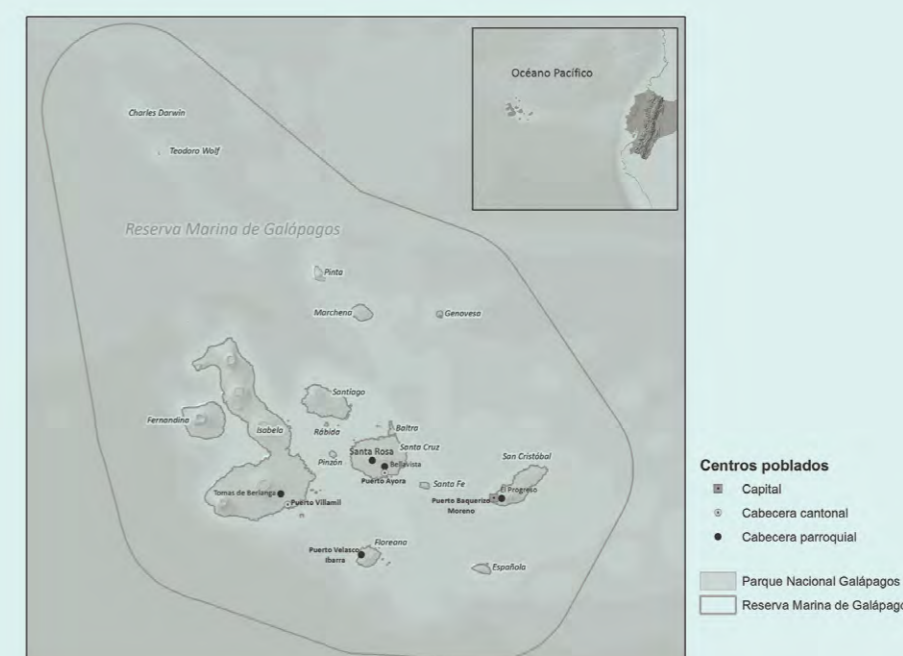 Océano Pacífico
Charles Darwin
Teodoro Wolf
Reserva Marina de Galápagos
Pinta
Marchena
Genovesa
Santiago
Fernandina
Isabela
Rábida
Baltra
Santa Rosa
Santa Cruz
Pinzón
Bellavista
Puerto Ayora
San Cristóbal
Santa Fe
El Progreso
Tomas de Berlanga
Puerto Villamil
Puerto Baquerizo
Moreno
Floreana
Puerto Velasco
Ibarra
Española
Centros poblados
Capital
Cabecera cantonal
Cabecera parroquial
Parque Nacional Galápagos
Reserva Marina de Galápago